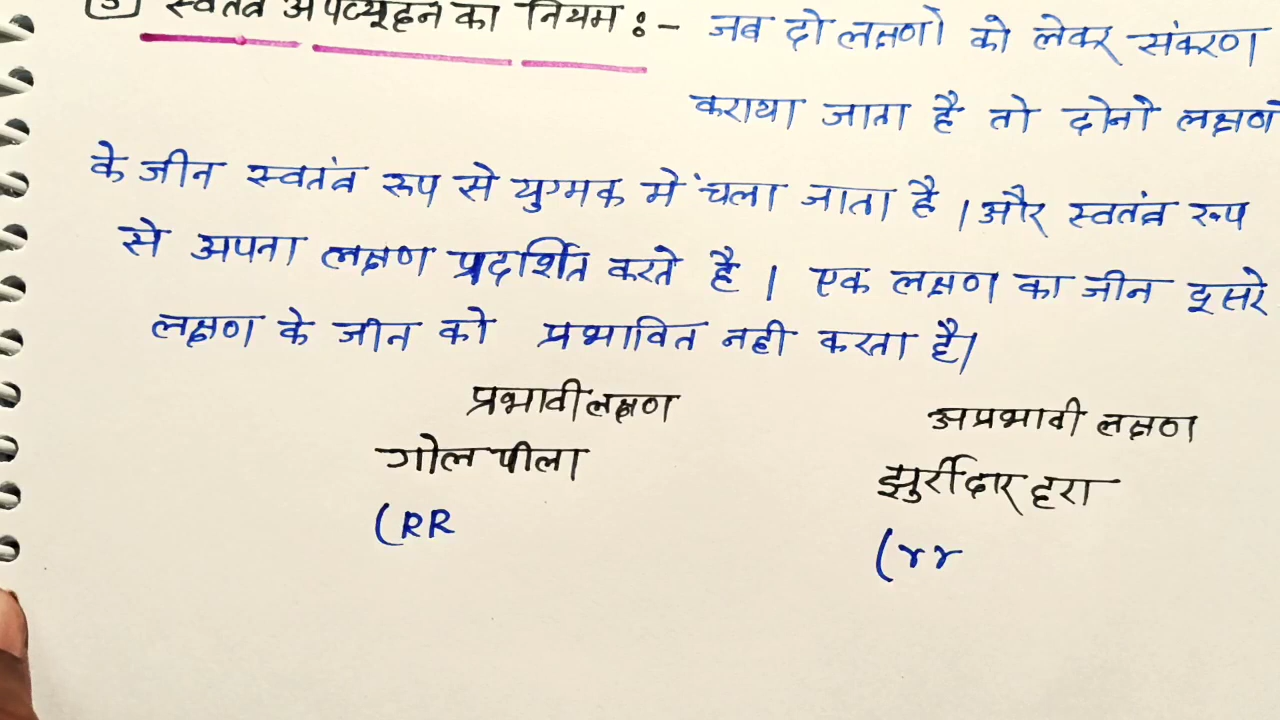 ③ स्वतंत्र अपव्यूहन का नियम :- जब दो लक्षणों को लेकर संकरण
कराया जाता है तो दोनो लक्षणों
के जीन स्वतंत्र रूप से युग्मक में चला जाता है । और स्वतंत्र रूप
से अपना लक्षण प्रदर्शित करते है । एक लक्षण का जीन दूसरे
लक्षण के जीन को प्रभावित नही करता है।
प्रभावी लक्षण
अप्रभावी लक्षण
गोल पीला
झुर्रीदार हरा
(RR
(rr